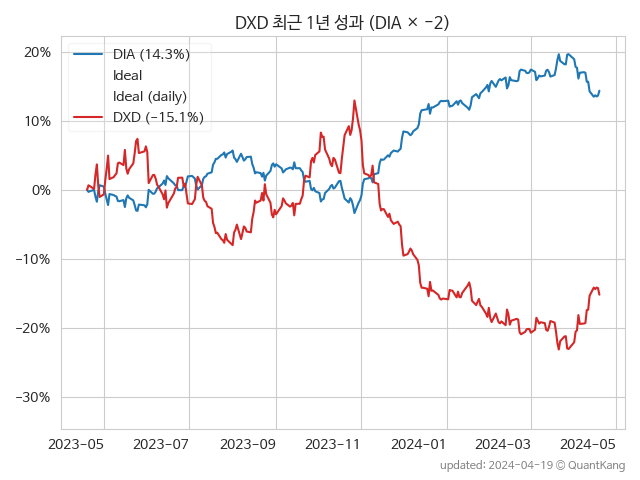 DXD 최근 1년 성과 (DIA × −2)
DIA (14.3%)
Ideal
Ideal (daily)
DXD (−15.1%)
20%
10%
0%
−10%
−20%
−30%
2023-05 2023-07 2023-09 2023-11 2024-01 2024-03 2024-05
updated: 2024-04-19 © QuantKang